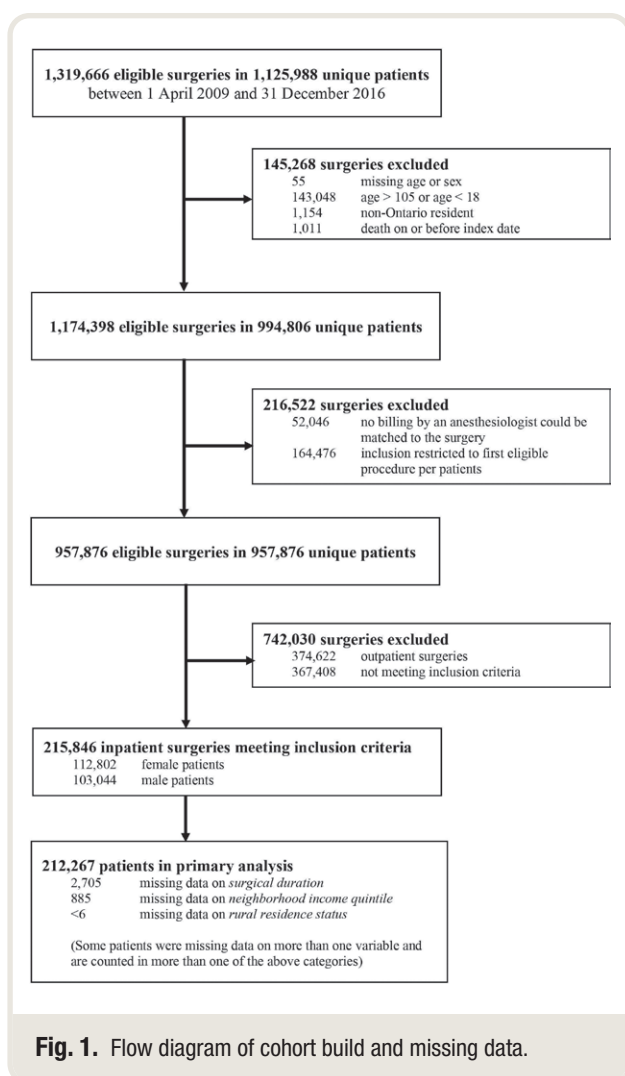 1,319,666 eligible surgeries in 1,125,988 unique patients
between 1 April 2009 and 31 December 2016
145,268 surgeries excluded
55 missing age or sex
143,048 age > 105 or age < 18
1,154 non-Ontario resident
1,011 death on or before index date
1,174,398 eligible surgeries in 994,806 unique patients
216,522 surgeries excluded
52,046 no billing by an anesthesiologist could be
matched to the surgery
164,476 inclusion restricted to first eligible
procedure per patients
957,876 eligible surgeries in 957,876 unique patients
742,030 surgeries excluded
374,622 outpatient surgeries
367,408 not meeting inclusion criteria
215,846 inpatient surgeries meeting inclusion criteria
112,802 female patients
103,044 male patients
212,267 patients in primary analysis
2,705 missing data on surgical duration
885 missing data on neighborhood income quintile
<6 missing data on rural residence status
(Some patients were missing data on more than one variable and
are counted in more than one of the above categories)
Fig. 1. Flow diagram of cohort build and missing data.